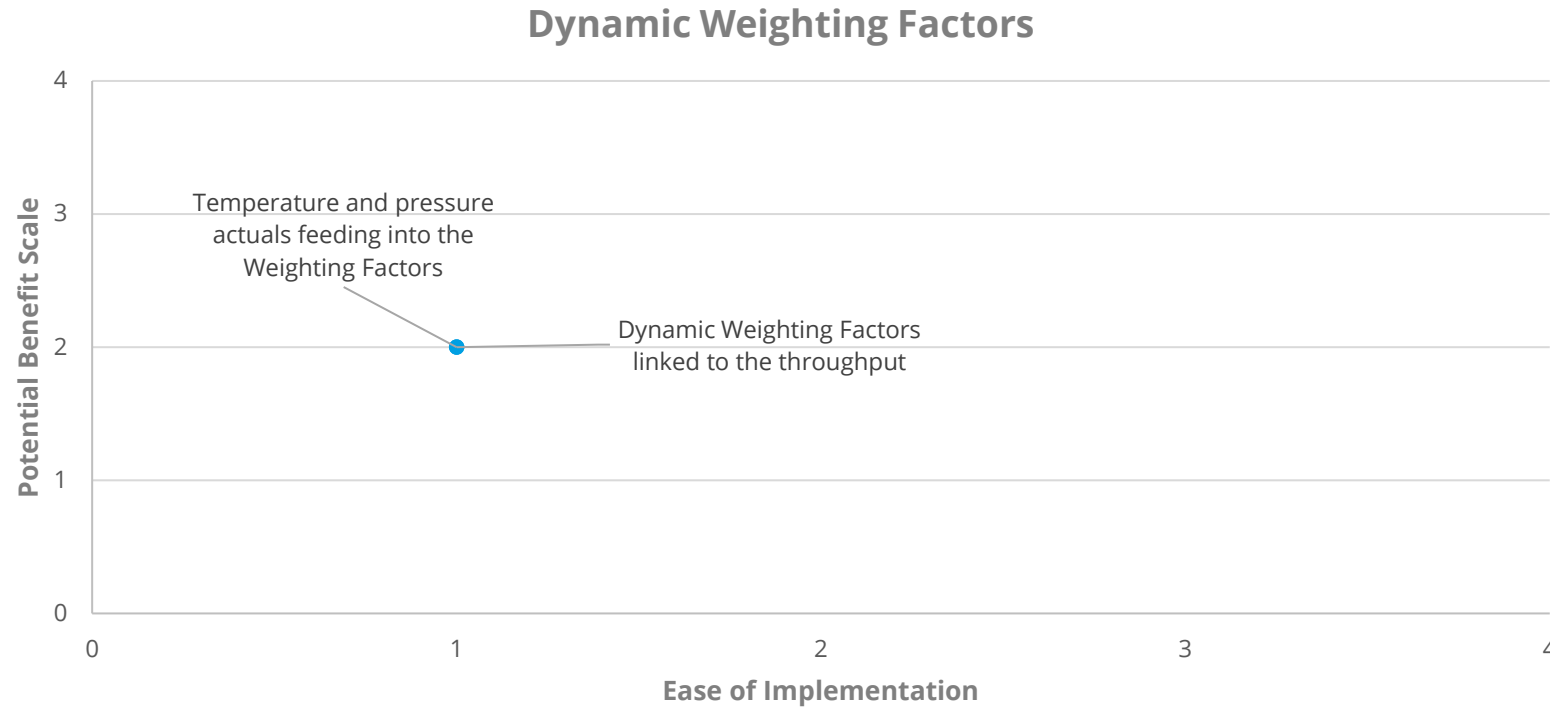 Dynamic Weighting Factors
4
3
2
1
0
Potential Benefit Scale
Temperature and pressure
actuals feeding into the
Weighting Factors
Dynamic Weighting Factors
linked to the throughput
0
1
2
3
4
Ease of Implementation